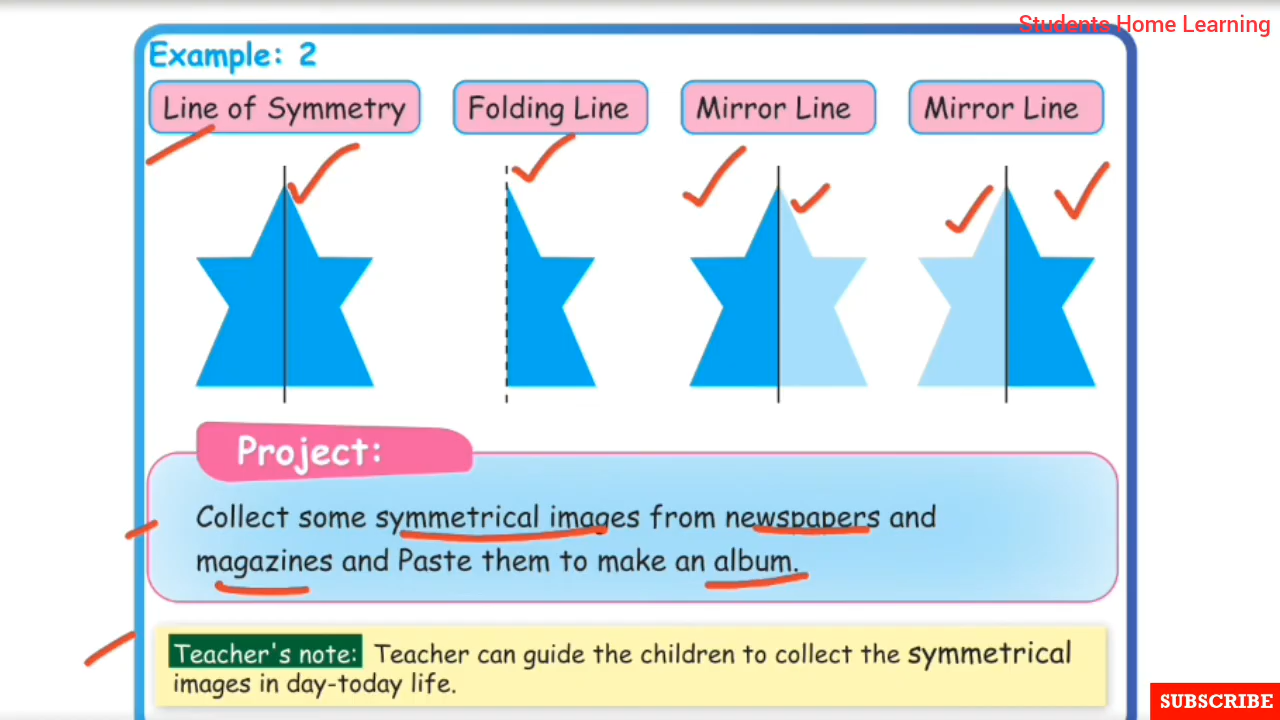 Students Home Learning
Example: 2
Line of Symmetry
Folding Line
Mirror Line
Mirror Line
Project:
Collect some symmetrical images from newspapers and
magazines and Paste them to make an album.
Teacher's note: Teacher can guide the children to collect the symmetrical
images in day-today life.
SUBSCRIBE